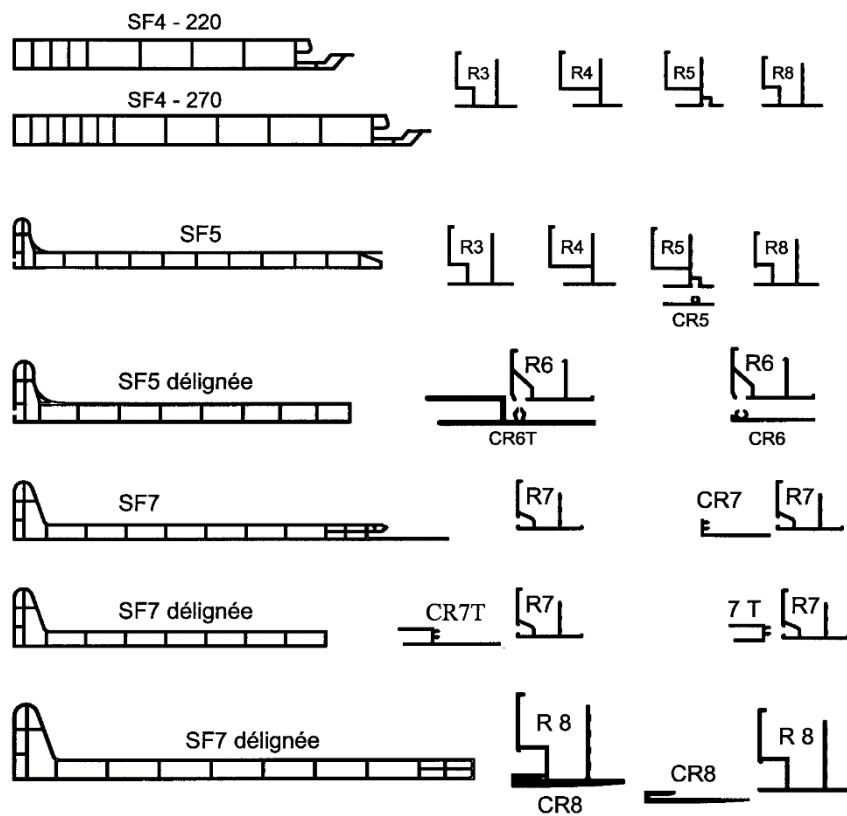 SF4 - 220
R3 R4 R5 R8
SF4 - 270
SF5
R3 R4 R5 R8
CR5
SF5 délignée
R6 R6
CR6T CR6
SF7
R7 CR7 R7
SF7 délignée
CR7T R7 7 T R7
SF7 délignée
R 8 R 8
CR8 CR8